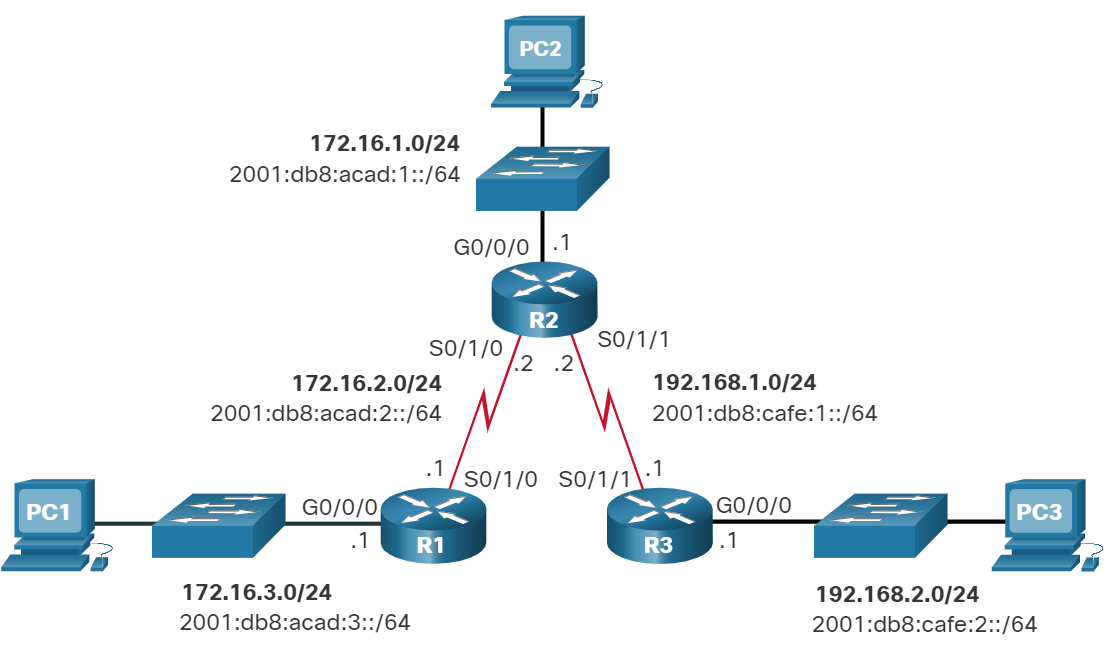 PC2
172.16.1.0/24
2001:db8:acad:1::/64
G0/0/0 .1
R2
S0/1/0 .2 .2 S0/1/1
172.16.2.0/24
2001:db8:acad:2::/64
192.168.1.0/24
2001:db8:cafe:1::/64
.1 S0/1/0
S0/1/1 .1
PC1
G0/0/0
.1
R1
R3
G0/0/0
.1
PC3
172.16.3.0/24
2001:db8:acad:3::/64
192.168.2.0/24
2001:db8:cafe:2::/64